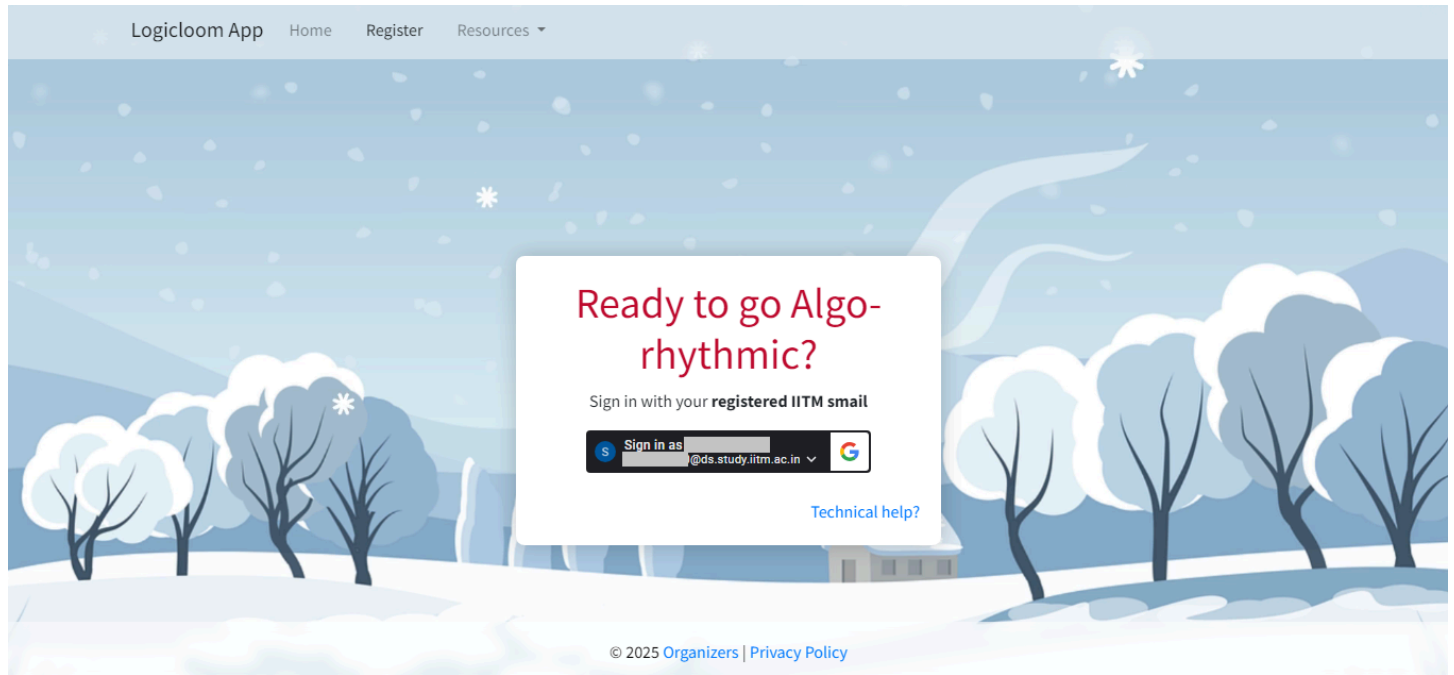 Logicloom App Home Register Resources
Ready to go Algo-
rhythmic?
Sign in with your registered IITM smail
S Sign in as
@ds.study.iitm.ac.in
G
Technical help?
© 2025 Organizers | Privacy Policy